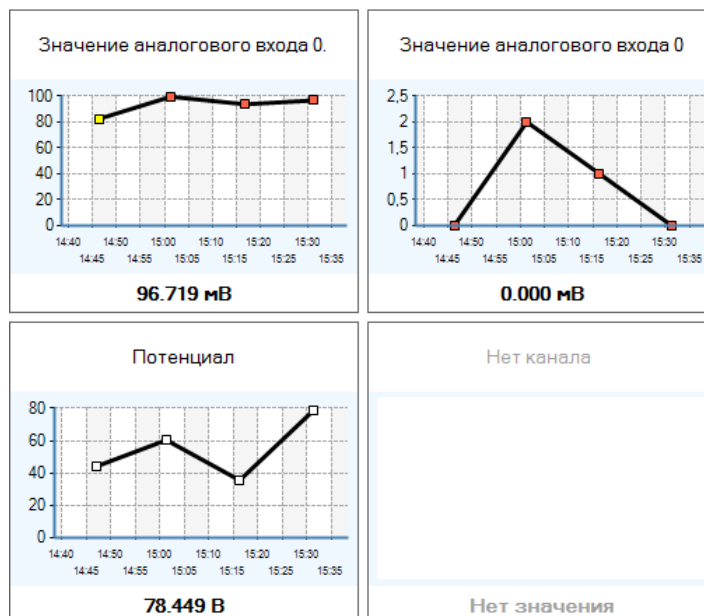 Значение аналогового входа 0.
100
80
60
40
20
0
14:40 14:50 15:00 15:10 15:20 15:30
14:45 14:55 15:05 15:15 15:25 15:35
96.719 мВ
Значение аналогового входа 0
2,5
2
1,5
1
0,5
0
14:40 14:50 15:00 15:10 15:20 15:30
14:45 14:55 15:05 15:15 15:25 15:35
0.000 мВ
Потенциал
80
60
40
20
0
14:40 14:50 15:00 15:10 15:20 15:30
14:45 14:55 15:05 15:15 15:25 15:35
78.449 В
Нет канала
Нет значения